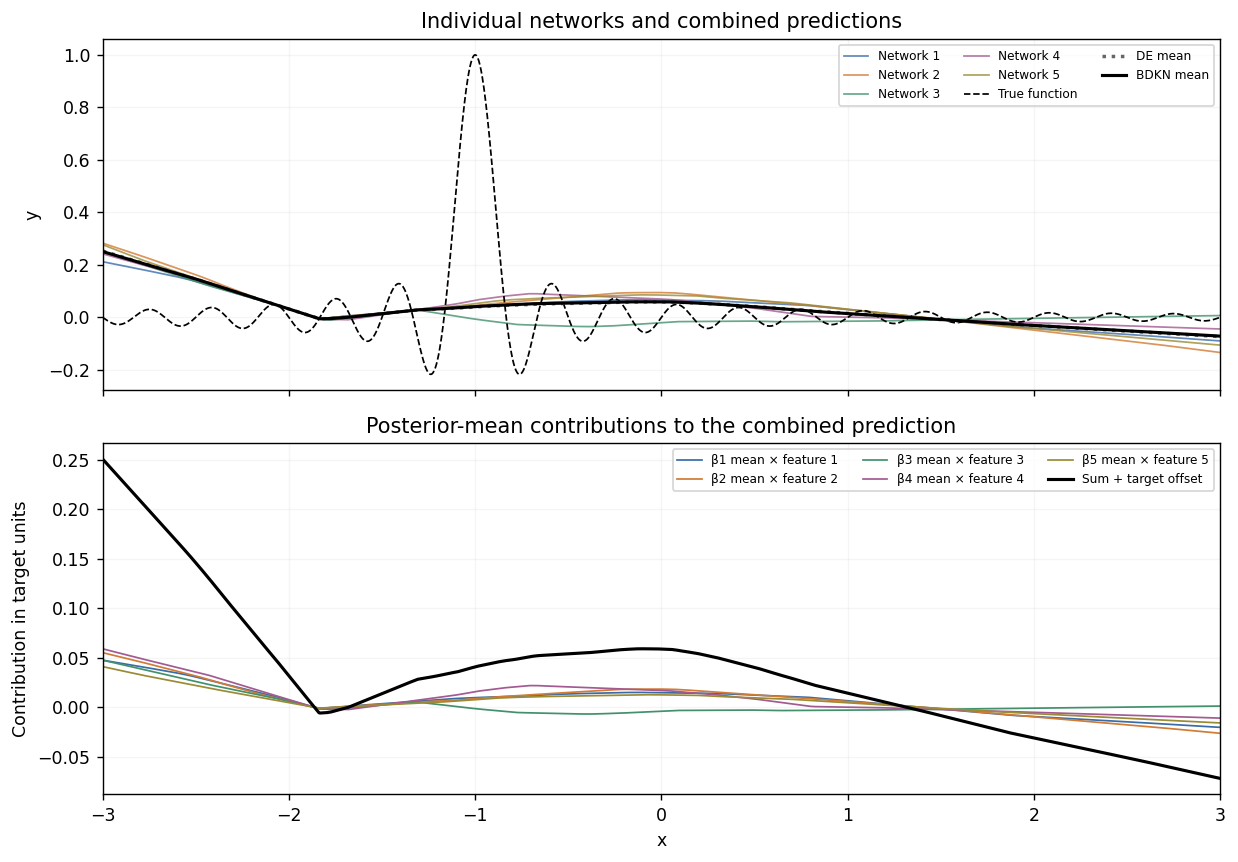 Individual networks and combined predictions
Network 1
Network 2
Network 3
Network 4
Network 5
True function
DE mean
BDKN mean
1.0
0.8
0.6
0.4
0.2
0.0
−0.2
y
Posterior-mean contributions to the combined prediction
β1 mean × feature 1
β2 mean × feature 2
β3 mean × feature 3
β4 mean × feature 4
β5 mean × feature 5
Sum + target offset
0.25
0.20
0.15
0.10
0.05
0.00
−0.05
Contribution in target units
−3 −2 −1 0 1 2 3
x